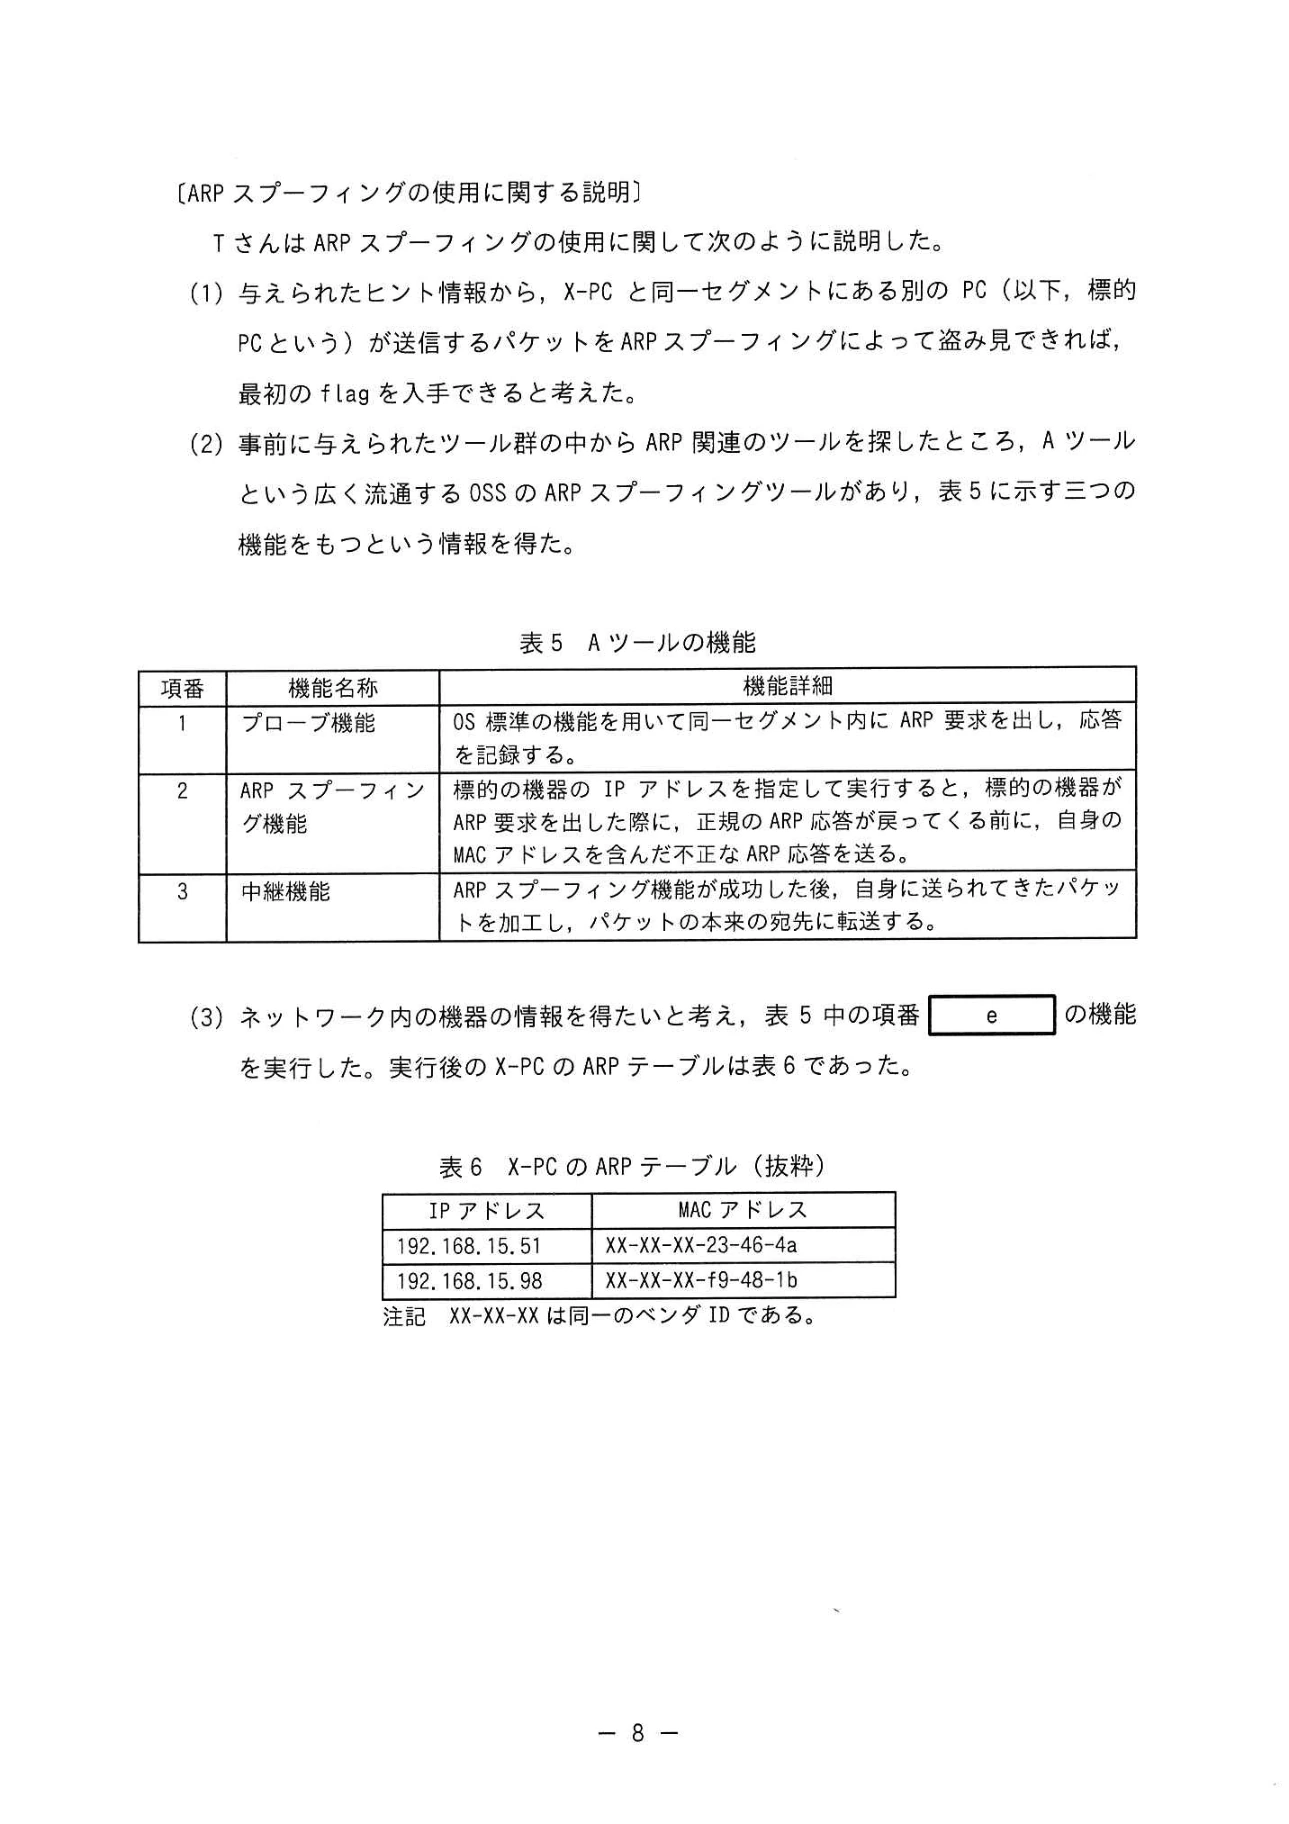 〔ARP スプーフィングの使用に関する説明〕
T さんは ARP スプーフィングの使用に関して次のように説明した。
(1) 与えられたヒント情報から，X-PC と同一セグメントにある別の PC（以下，標的
PC という）が送信するパケットを ARP スプーフィングによって盗み見できれば，
最初の flag を入手できると考えた。
(2) 事前に与えられたツール群の中から ARP 関連のツールを探したところ，A ツール
という広く流通する OSS の ARP スプーフィングツールがあり，表 5 に示す三つの
機能をもつという情報を得た。
表 5　A ツールの機能
項番　機能名称　機能詳細
1　プローブ機能　OS 標準の機能を用いて同一セグメント内に ARP 要求を出し，応答
を記録する。
2　ARP スプーフィン　標的の機器の IP アドレスを指定して実行すると，標的の機器が
グ機能　ARP 要求を出した際に，正規の ARP 応答が戻ってくる前に，自身の
MAC アドレスを含んだ不正な ARP 応答を送る。
3　中継機能　ARP スプーフィング機能が成功した後，自身に送られてきたパケッ
トを加工し，パケットの本来の宛先に転送する。
(3) ネットワーク内の機器の情報を得たいと考え，表 5 中の項番 e の機能
を実行した。実行後の X-PC の ARP テーブルは表 6 であった。
表 6　X-PC の ARP テーブル（抜粋）
IP アドレス　MAC アドレス
192.168.15.51　XX-XX-XX-23-46-4a
192.168.15.98　XX-XX-XX-f9-48-1b
注記　XX-XX-XX は同一のベンダ ID である。
－ 8 －